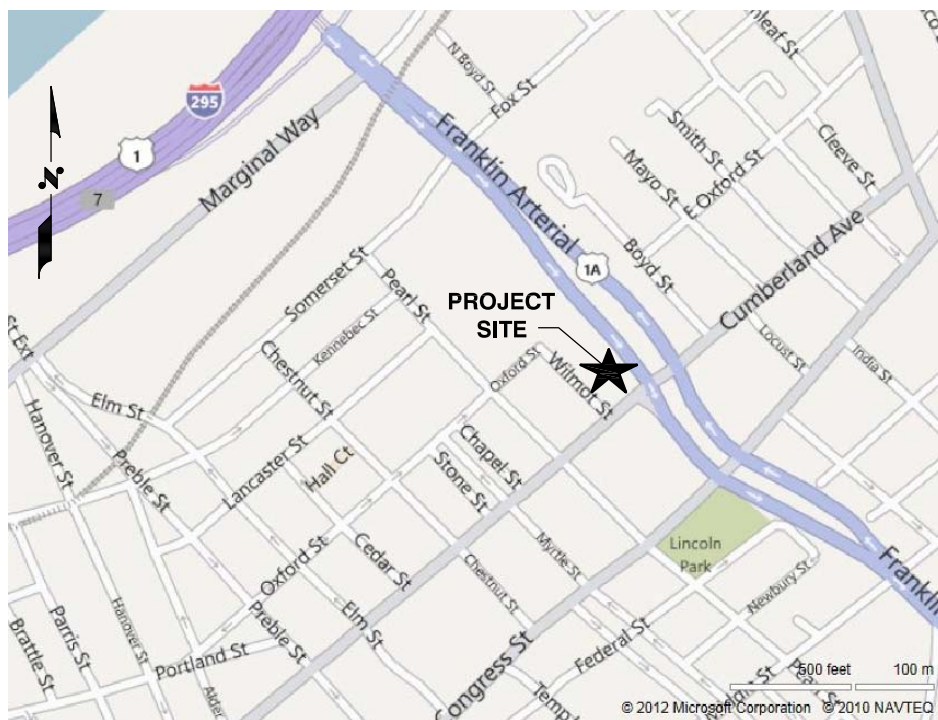 N Boyd St
Fox St
295
1
7
N
Marginal Way
Franklin Arterial
1A
Smith St
Mayo St
E Oxford St
Cleeve St
Boyd St
Cumberland Ave
Somerset St
Pearl St
Kennebec St
PROJECT
SITE
Oxford St
Wilmot St
Locust St
India St
St Ext
Elm St
Chestnut St
Hanover St
Preble St
Lancaster St
Hall Ct
Chapel St
Stone St
Oxford St
Cedar St
Myrtle St
Lincoln
Park
Franklin
Newbury St
Chestnut St
Parris St
Brattle St
Hanover St
Portland St
Preble St
Elm St
Alder
Congress St
Federal St
500 feet
100 m
© 2012 Microsoft Corporation © 2010 NAVTEQ